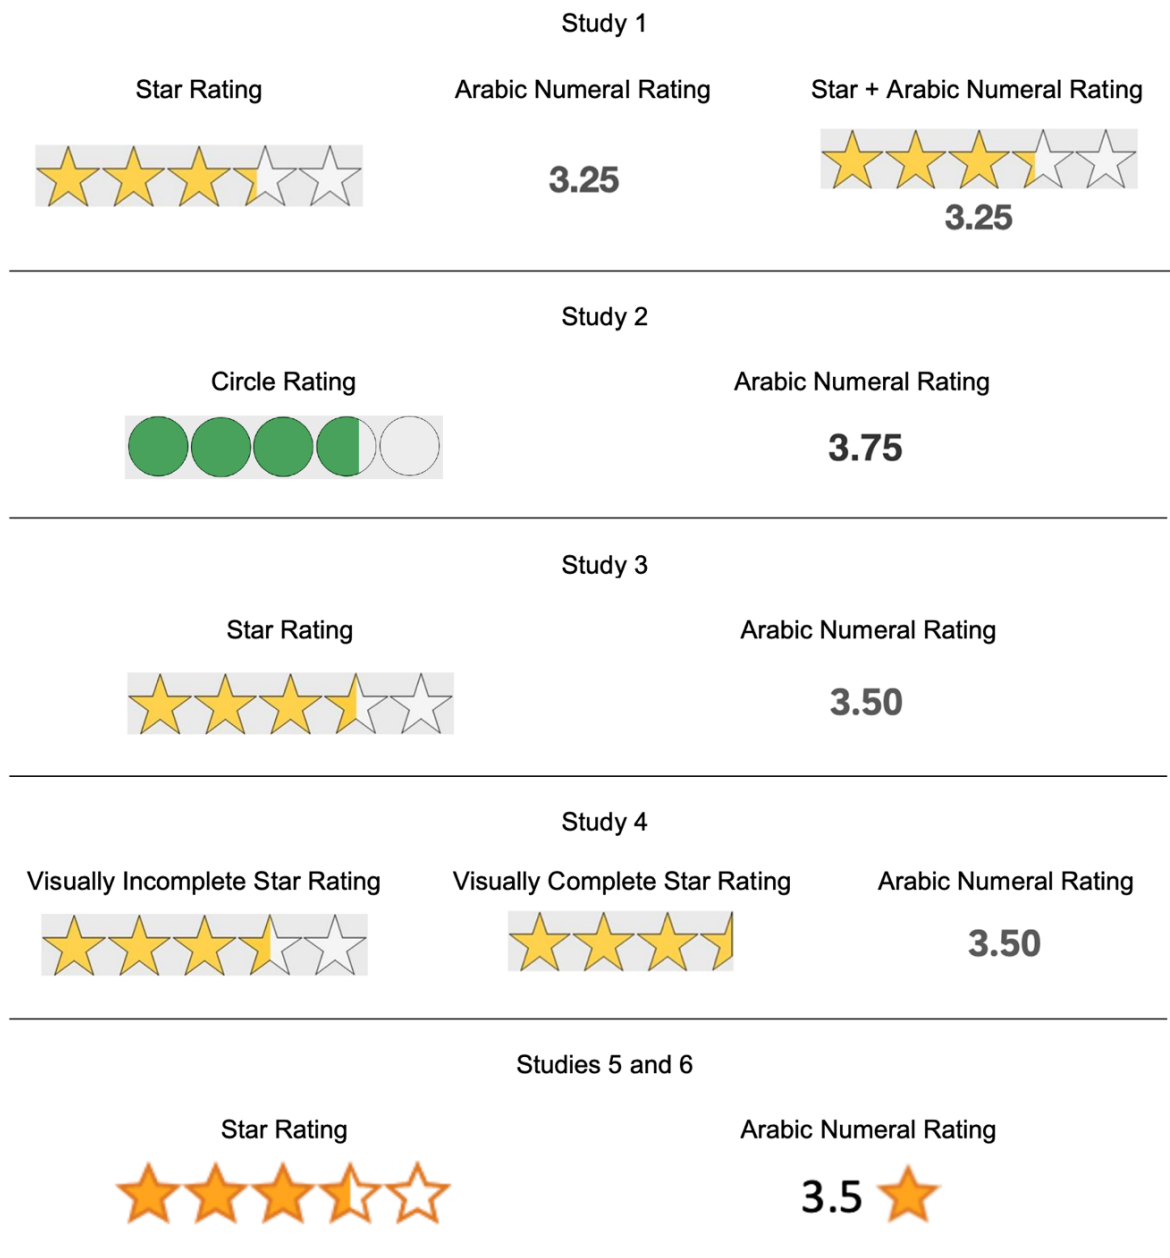 Study 1
Star Rating
Arabic Numeral Rating
Star + Arabic Numeral Rating
3.25
3.25
Study 2
Circle Rating
Arabic Numeral Rating
3.75
Study 3
Star Rating
Arabic Numeral Rating
3.50
Study 4
Visually Incomplete Star Rating
Visually Complete Star Rating
Arabic Numeral Rating
3.50
Studies 5 and 6
Star Rating
Arabic Numeral Rating
3.5